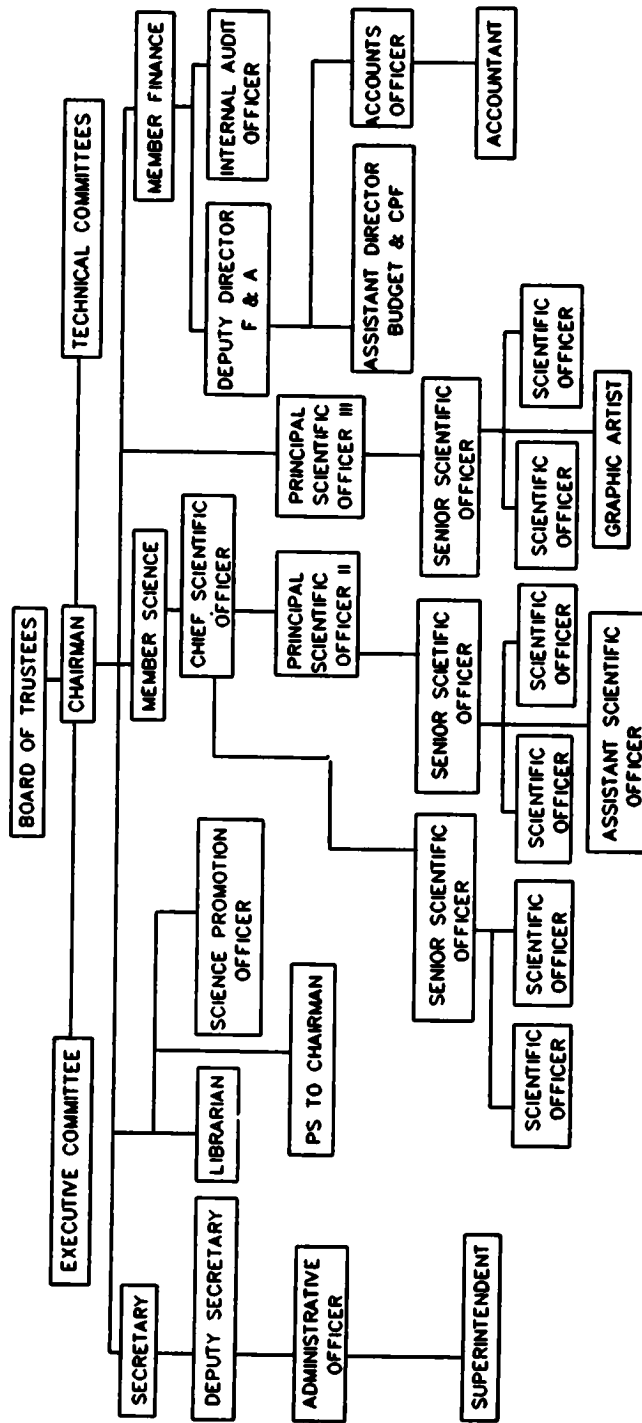 BOARD OF TRUSTEES
EXECUTIVE COMMITTEE
CHAIRMAN
TECHNICAL COMMITTEES
SECRETARY
MEMBER SCIENCE
MEMBER FINANCE
DEPUTY SECRETARY
LIBRARIAN
SCIENCE PROMOTION
OFFICER
CHIEF SCIENTIFIC
OFFICER
DEPUTY DIRECTOR
F & A
INTERNAL AUDIT
OFFICER
ADMINISTRATIVE
OFFICER
PS TO CHAIRMAN
PRINCIPAL
SCIENTIFIC
OFFICER II
PRINCIPAL
SCIENTIFIC
OFFICER III
ASSISTANT DIRECTOR
BUDGET & CPF
ACCOUNTS
OFFICER
SUPERINTENDENT
SENIOR SCIENTIFIC
OFFICER
SENIOR SCIETIFIC
OFFICER
SENIOR SCIENTIFIC
OFFICER
ACCOUNTANT
SCIENTIFIC
OFFICER
SCIENTIFIC
OFFICER
SCIENTIFIC
OFFICER
SCIENTIFIC
OFFICER
SCIENTIFIC
OFFICER
SCIENTIFIC
OFFICER
ASSISTANT SCIENTIFIC
OFFICER
GRAPHIC ARTIST